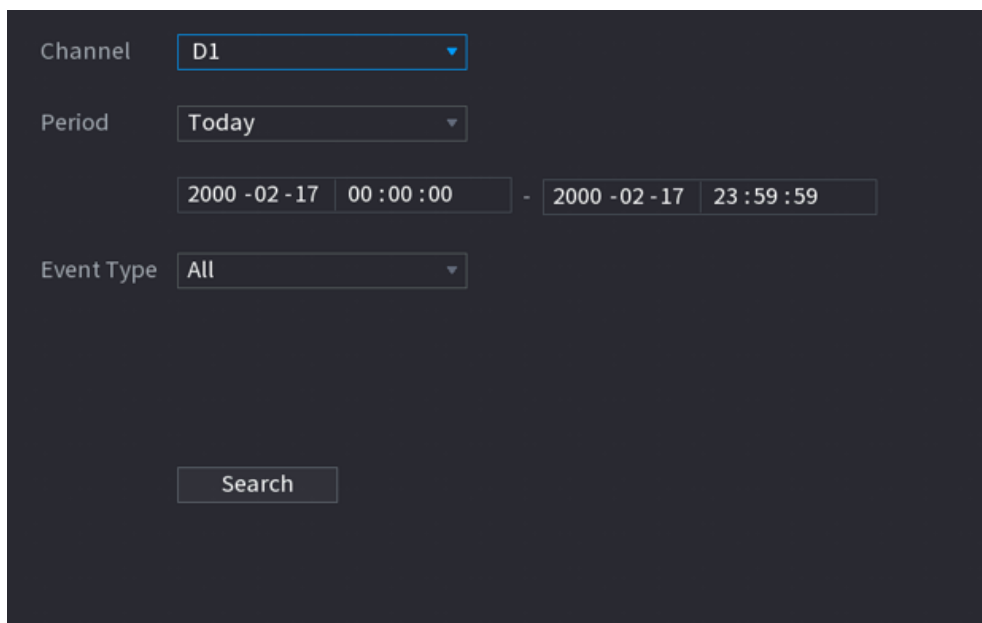 Channel D1
Period Today
2000 -02 -17 00 :00 :00 - 2000 -02 -17 23 :59 :59
Event Type All
Search